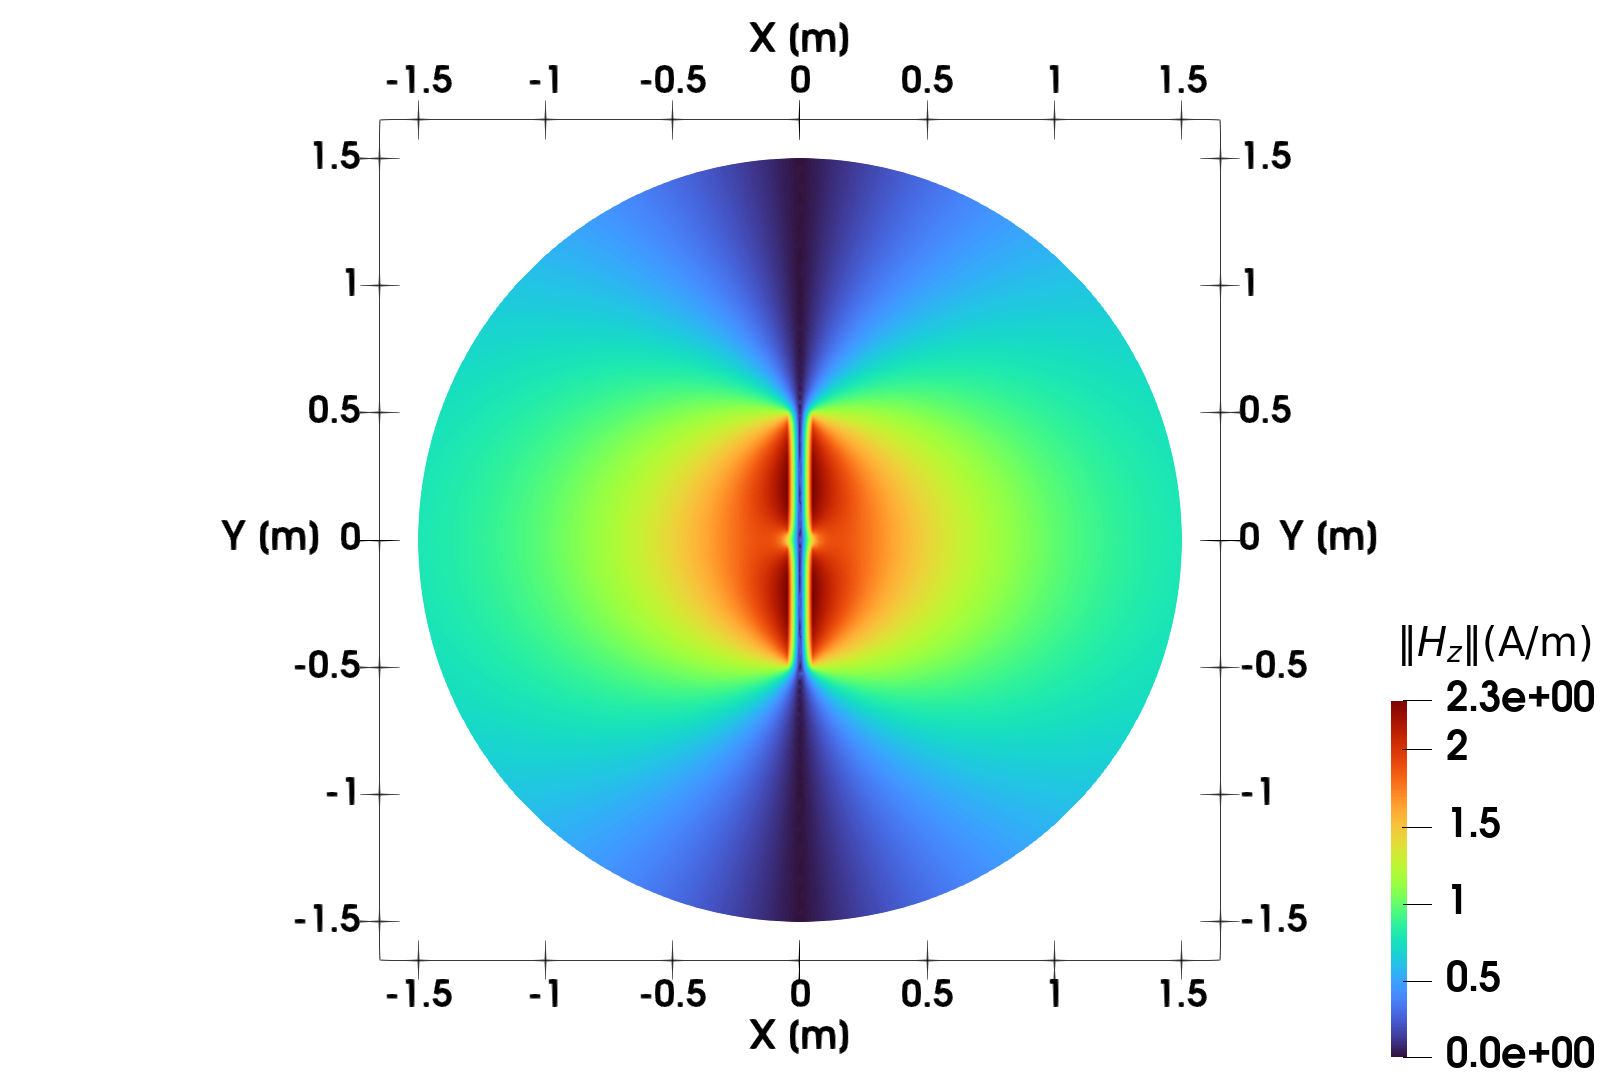 X (m)
-1.5 -1 -0.5 0 0.5 1 1.5
1.5 1.5
1 1
0.5 0.5
Y (m) 0 0 Y (m)
-0.5 -0.5
-1 -1
-1.5 -1.5
-1.5 -1 -0.5 0 0.5 1 1.5
X (m)
‖Hz‖(A/m)
2.3e+00
2
1.5
1
0.5
0.0e+00